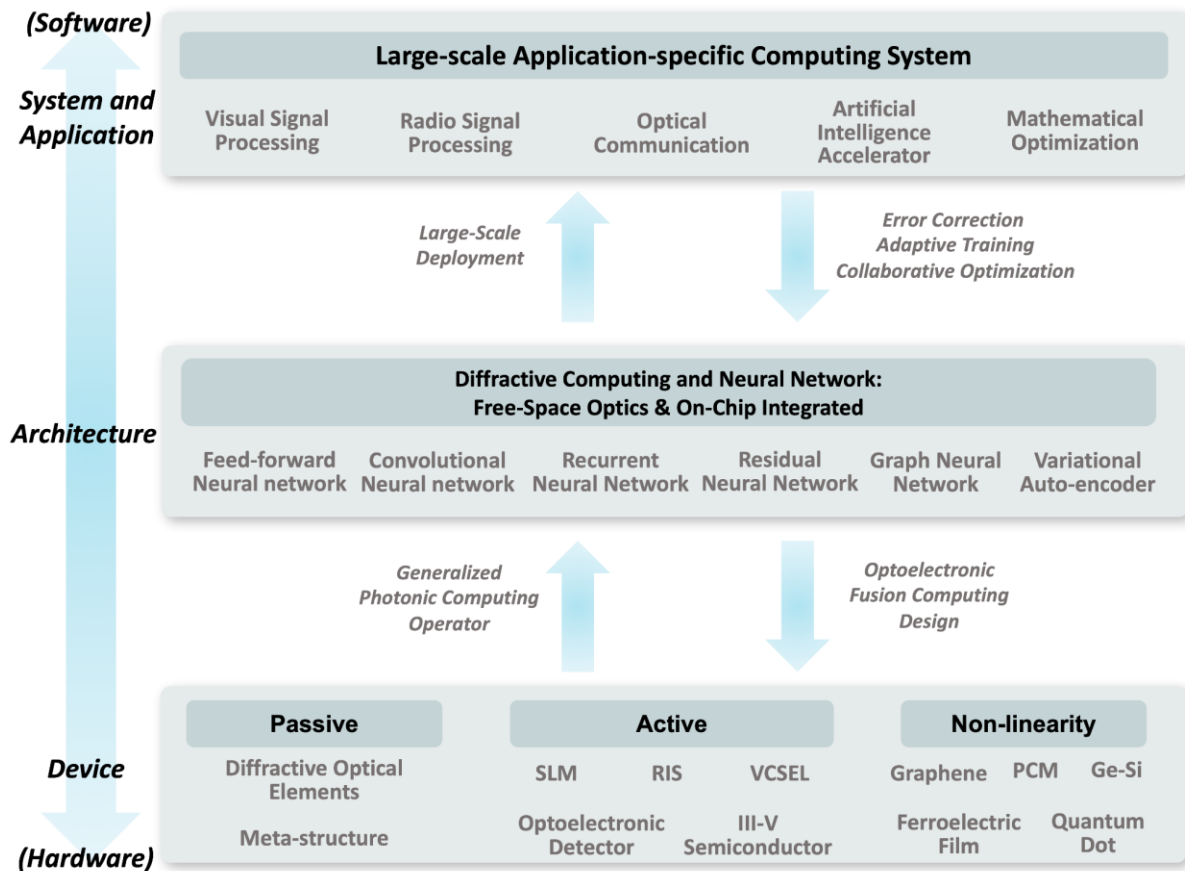 (Software)
Large-scale Application-specific Computing System
System and
Application
Visual Signal
Processing
Radio Signal
Processing
Optical
Communication
Artificial
Intelligence
Accelerator
Mathematical
Optimization
Large-Scale
Deployment
Error Correction
Adaptive Training
Collaborative Optimization
Architecture
Diffractive Computing and Neural Network:
Free-Space Optics & On-Chip Integrated
Feed-forward
Neural network
Convolutional
Neural network
Recurrent
Neural Network
Residual
Neural Network
Graph Neural
Network
Variational
Auto-encoder
Generalized
Photonic Computing
Operator
Optoelectronic
Fusion Computing
Design
Device
Passive
Diffractive Optical
Elements
Meta-structure
Active
SLM
RIS
VCSEL
Optoelectronic
Detector
III-V
Semiconductor
Non-linearity
Graphene
PCM
Ge-Si
Ferroelectric
Film
Quantum
Dot
(Hardware)